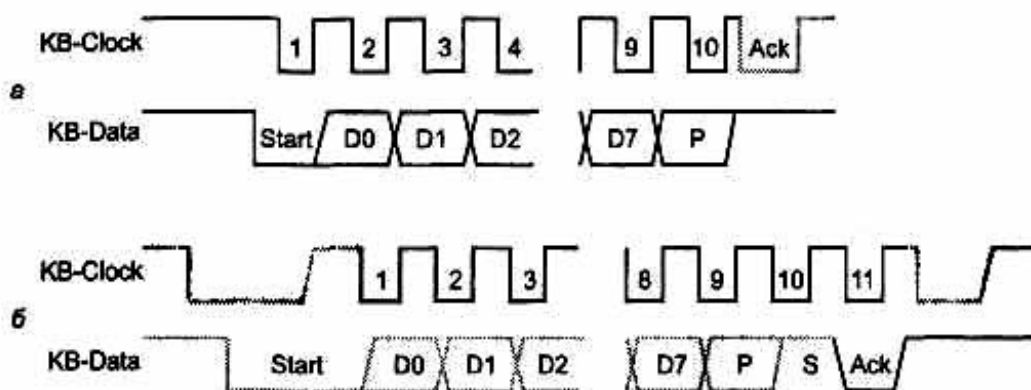 KB-Clock 1 2 3 4 9 10 Ack
а
KB-Data Start D0 D1 D2 D7 P
KB-Clock 1 2 3 8 9 10 11
б
KB-Data Start D0 D1 D2 D7 P S Ack